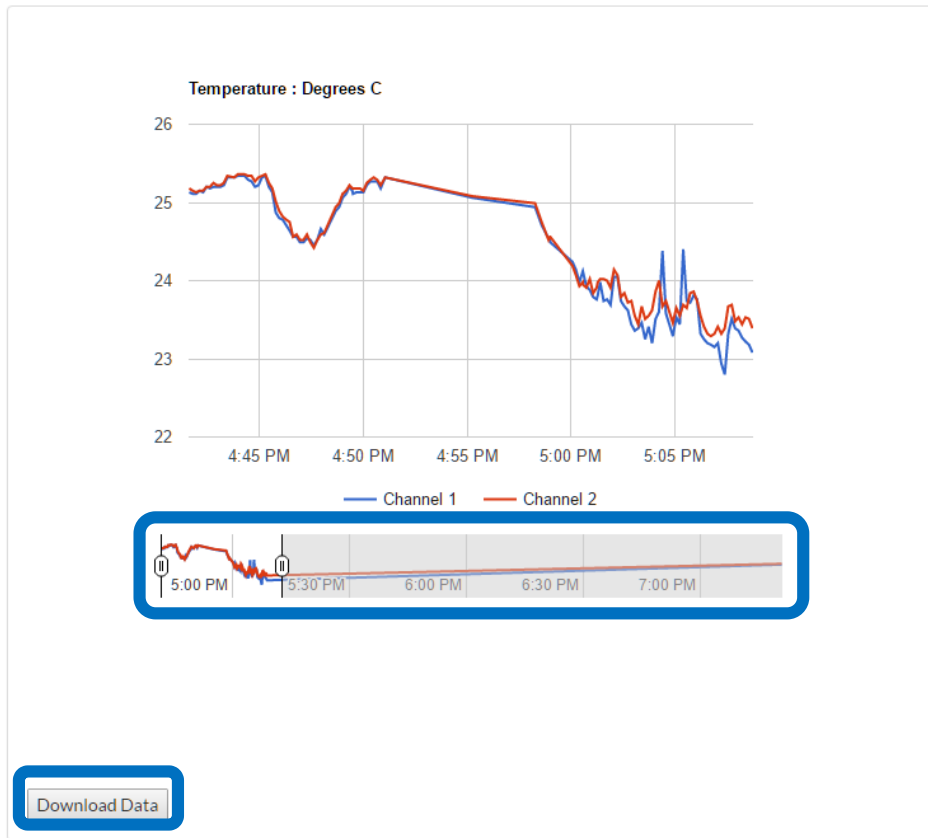 Temperature : Degrees C
26
25
24
23
22
4:45 PM 4:50 PM 4:55 PM 5:00 PM 5:05 PM
Channel 1 Channel 2
5:00 PM 5:30 PM 6:00 PM 6:30 PM 7:00 PM
Download Data